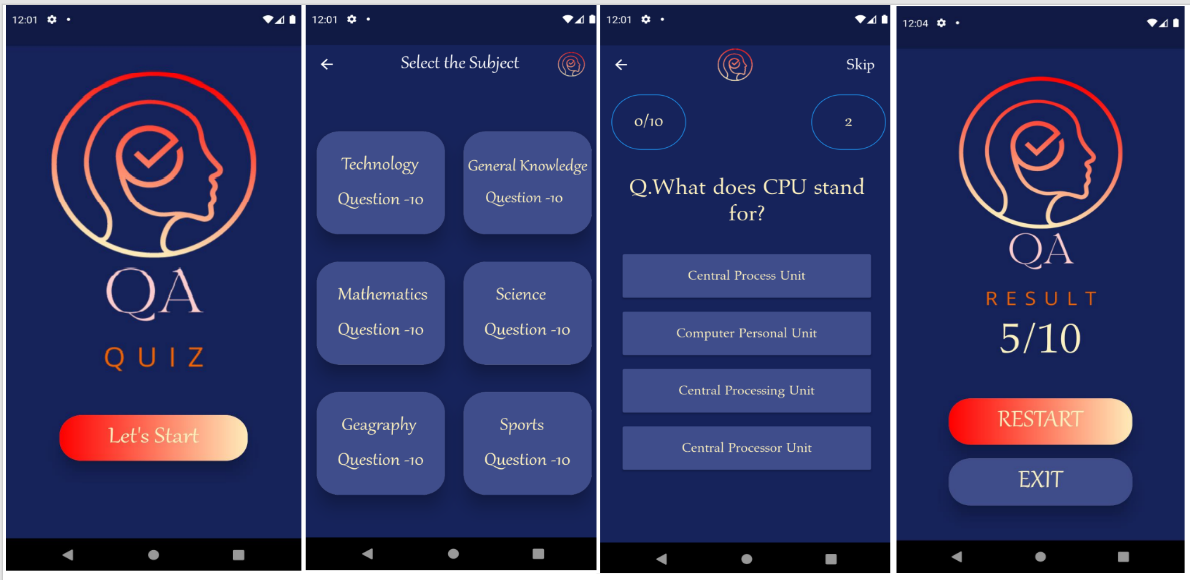 12:01
QA
QUIZ
Let's Start
12:01
Select the Subject
Technology
Question -10
General Knowledge
Question -10
Mathematics
Question -10
Science
Question -10
Geagraphy
Question -10
Sports
Question -10
12:01
Skip
0/10
2
Q.What does CPU stand
for?
Central Process Unit
Computer Personal Unit
Central Processing Unit
Central Processor Unit
12:04
QA
RESULT
5/10
RESTART
EXIT